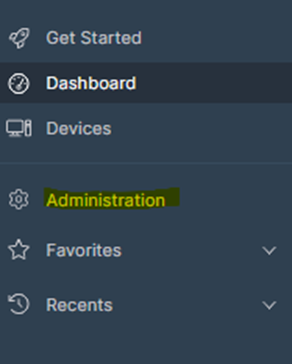 Get Started
Dashboard
Devices
Administration
Favorites
Recents